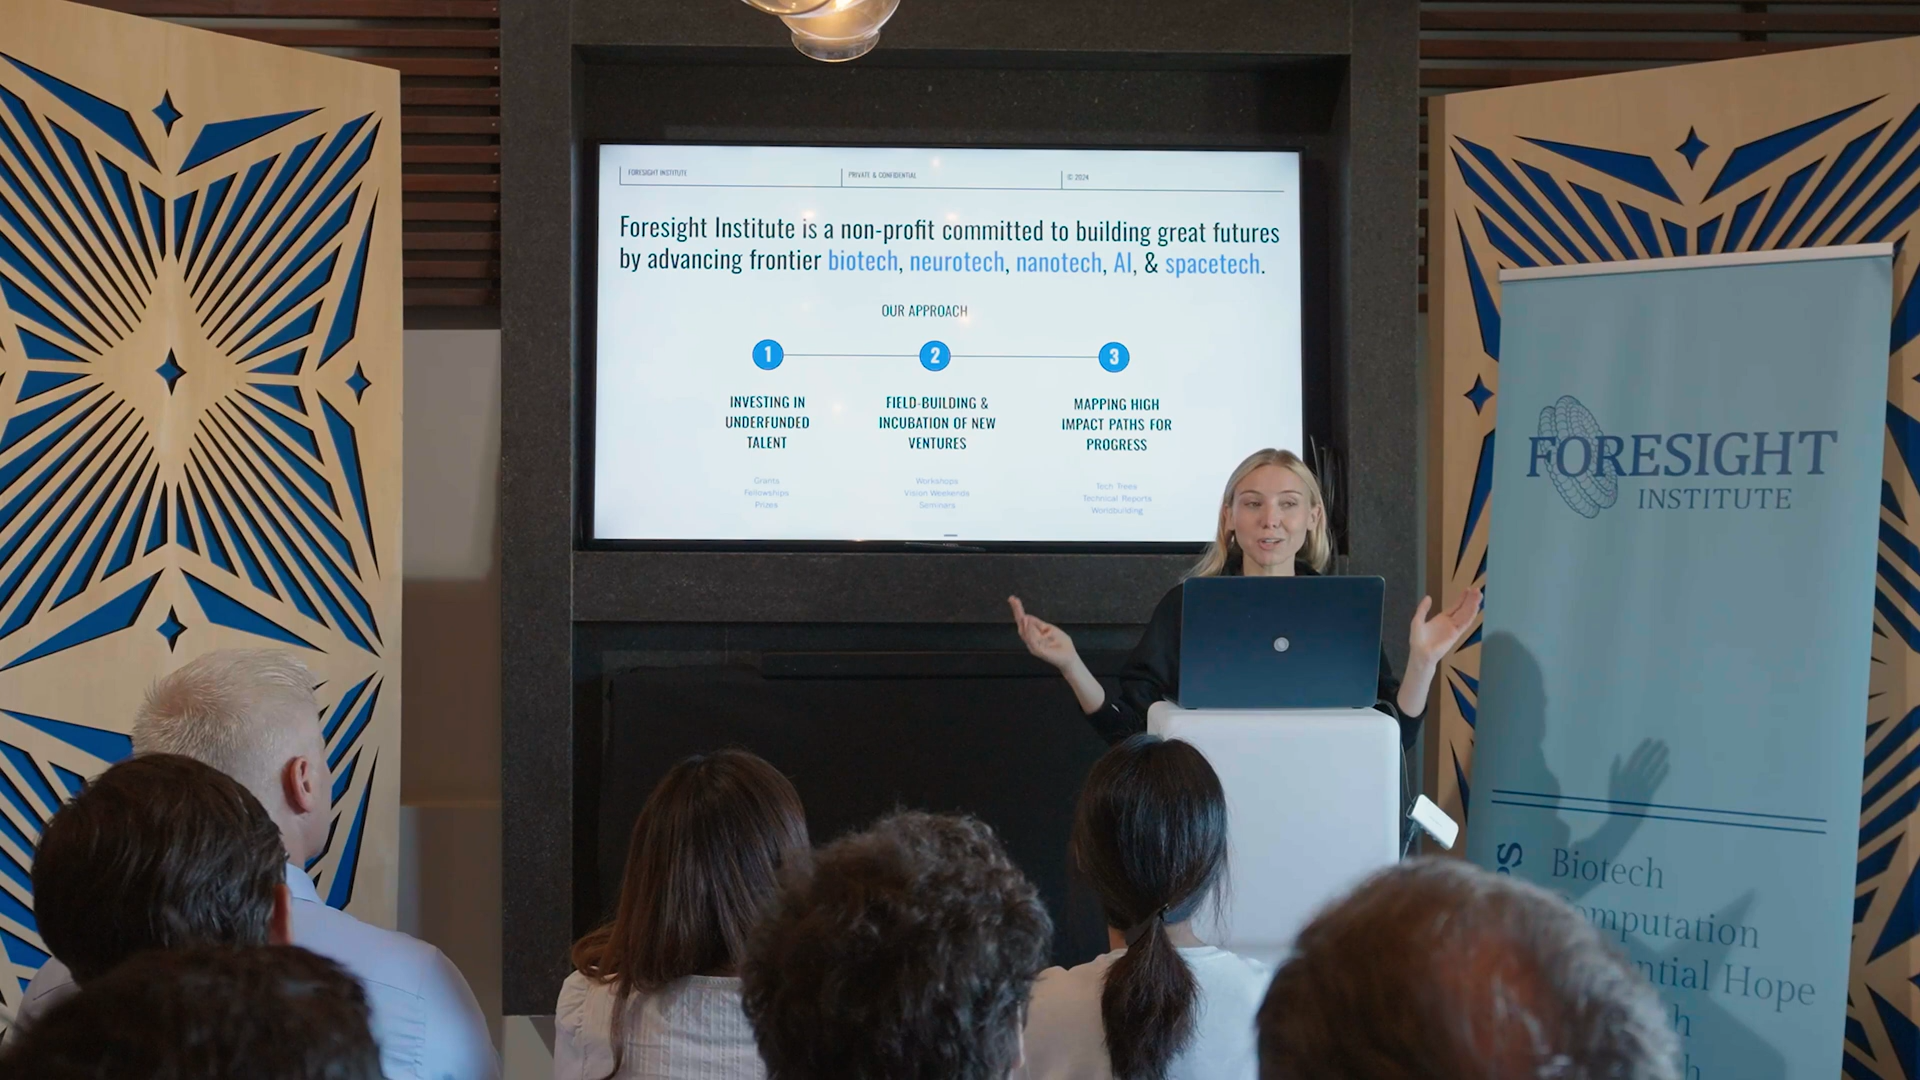 FORESIGHT INSTITUTE
PRIVATE & CONFIDENTIAL
© 2024
Foresight Institute is a non-profit committed to building great futures
by advancing frontier biotech, neurotech, nanotech, AI, & spacetech.
OUR APPROACH
1
2
3
INVESTING IN
UNDERFUNDED
TALENT
FIELD-BUILDING &
INCUBATION OF NEW
VENTURES
MAPPING HIGH
IMPACT PATHS FOR
PROGRESS
Grants
Fellowships
Prizes
Workshops
Vision Weekends
Seminars
Tech Trees
Technical Reports
Worldbuilding
FORESIGHT
INSTITUTE
Biotech
omputation
ntial Hope